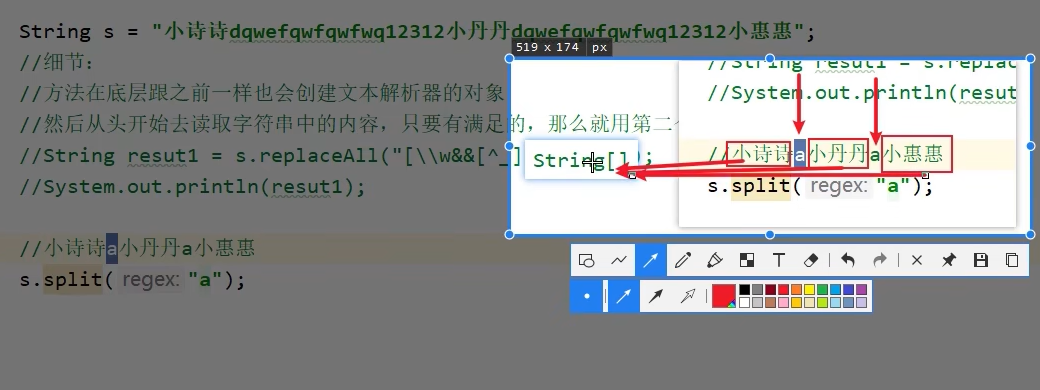 String s = "小诗诗dqwefqwfqwfwq12312小丹丹dqwefqwfqwfwq12312小惠惠";
//细节：
519 x 174 px
//方法在底层跟之前一样也会创建文本解析器的对象
//然后从头开始去读取字符串中的内容，只要有满足的，那么就用第二
//String resut1 = s.replaceAll("[\\w&&[^_]]
//System.out.println(resut1);
//小诗诗a小丹丹a小惠惠
s.split( regex: "a");
//String resut1 = s.replac
//System.out.println(resut
String[]
);
//小诗诗a小丹丹a小惠惠
s.split( regex: "a");